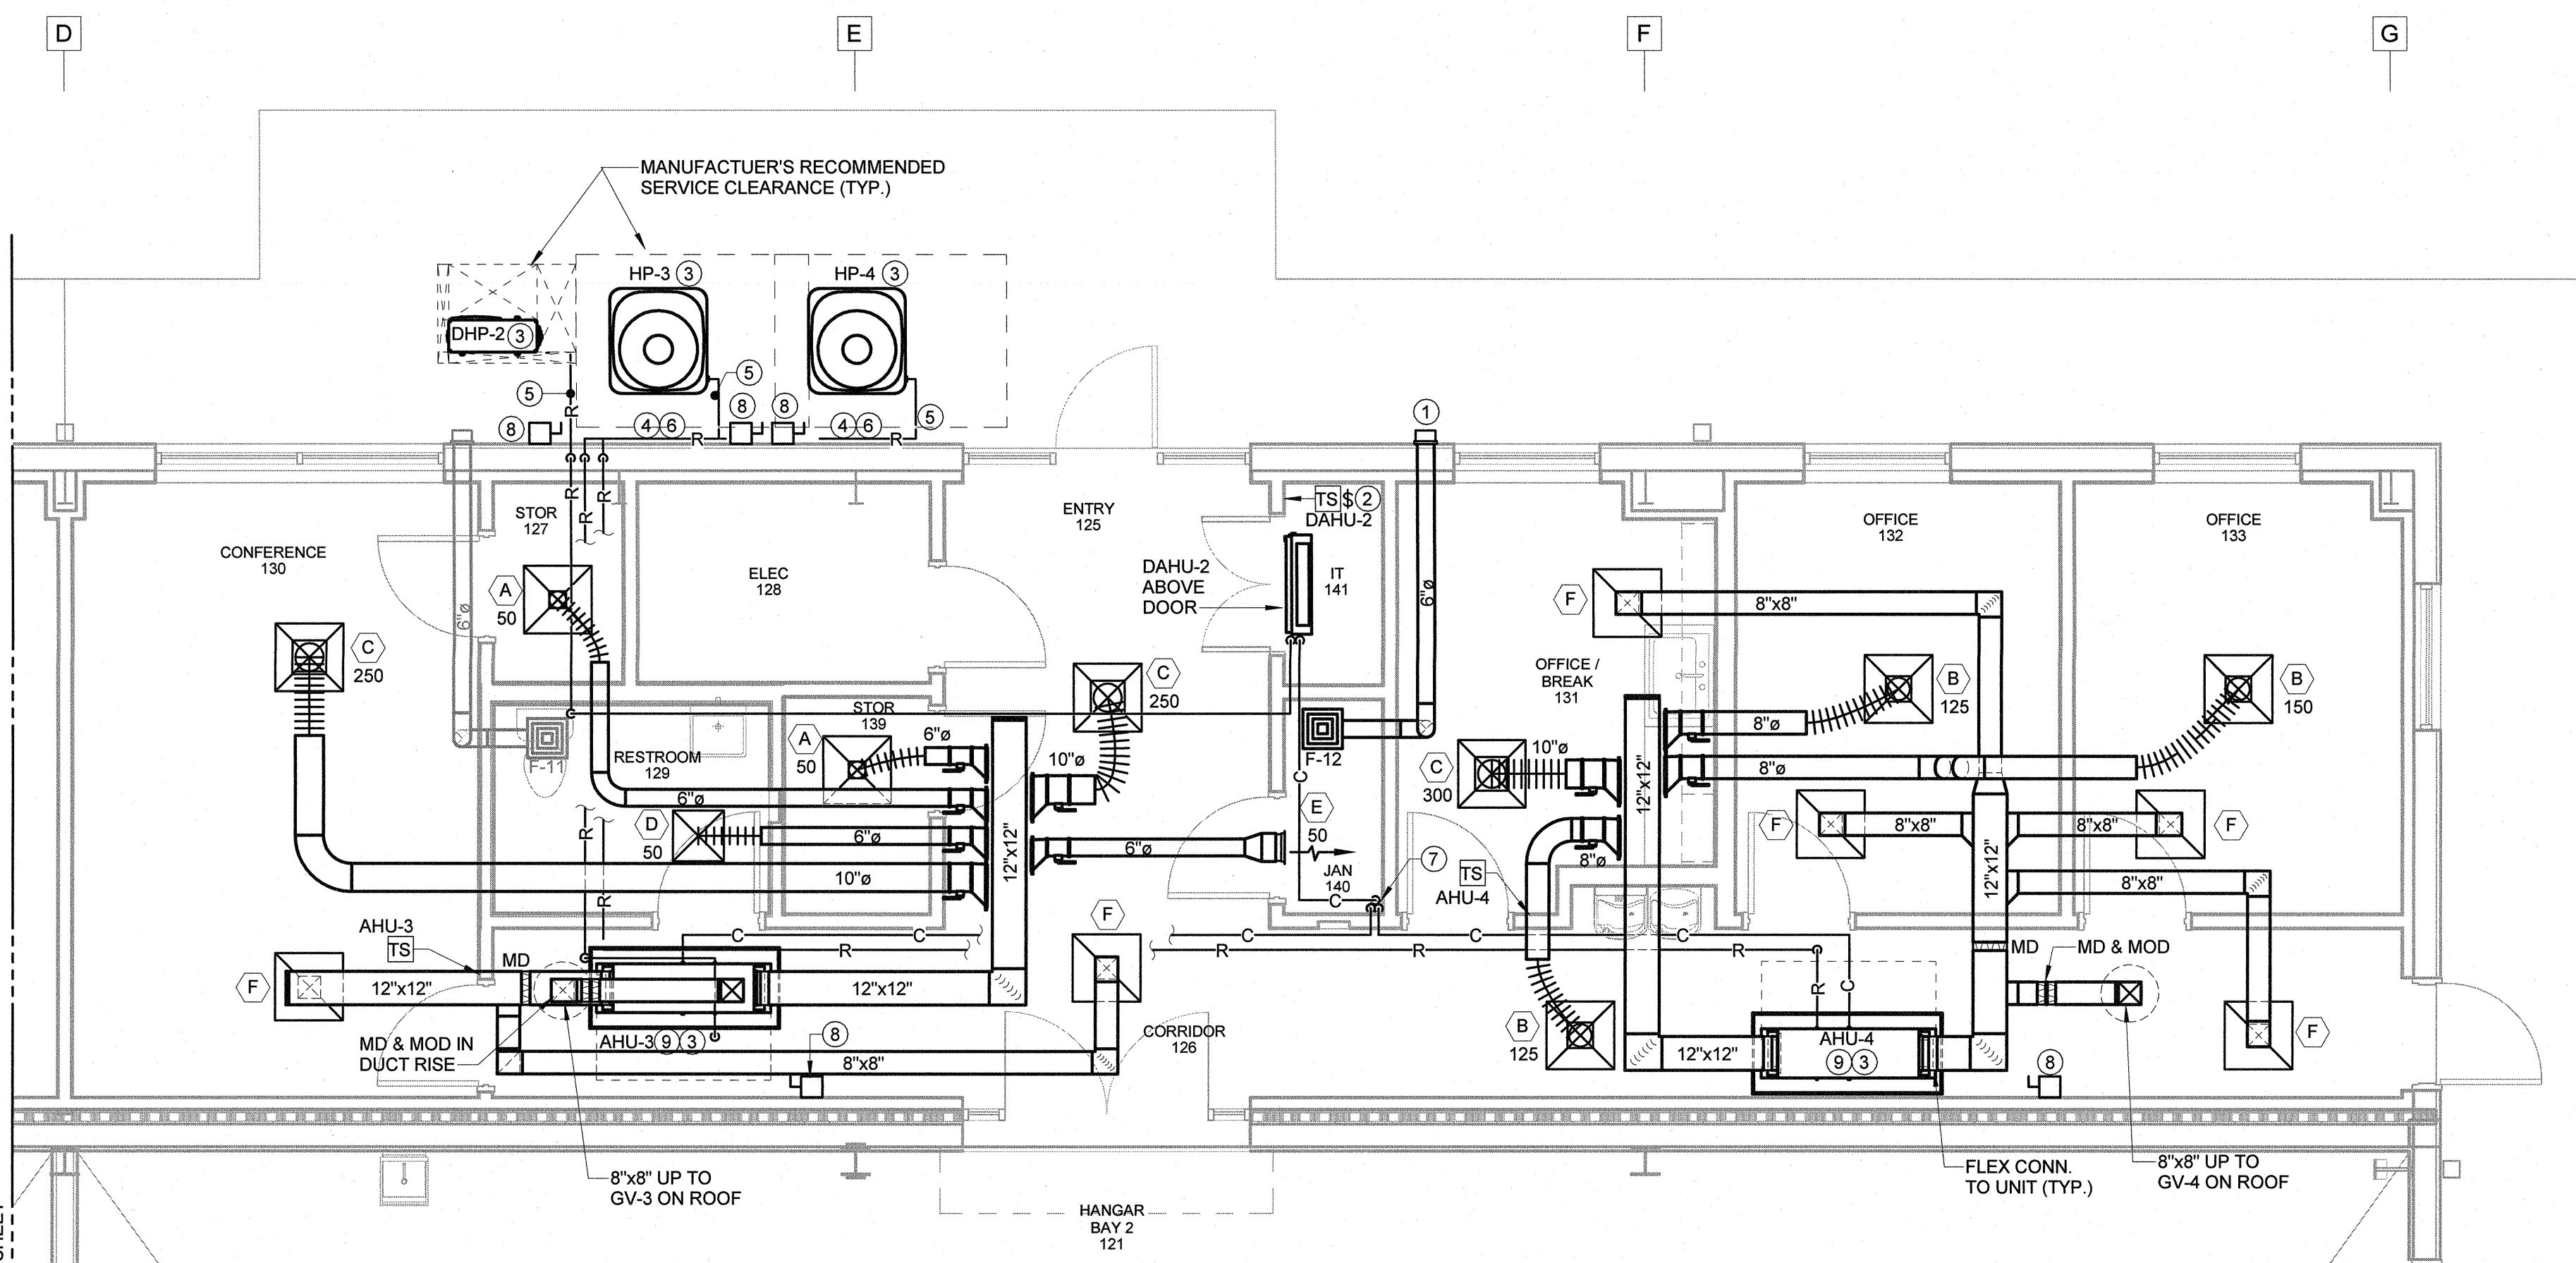 D
E
F
G
MANUFACTUER'S RECOMMENDED
SERVICE CLEARANCE (TYP.)
HP-3 3
HP-4 3
DHP-2 3
5
5
5
8
8
8
4 6
4 6
R
R
R
R
R
R
1
STOR
127
ENTRY
125
TS $ 2
DAHU-2
OFFICE
132
OFFICE
133
CONFERENCE
130
ELEC
128
DAHU-2
ABOVE
DOOR
IT
141
A
50
6"ø
6"ø
F
8"x8"
C
250
C
250
OFFICE /
BREAK
131
B
125
B
150
STOR
139
A
50
6"ø
10"ø
F-11
RESTROOM
129
F-12
C
C
300
10"ø
12"x12"
8"ø
8"ø
6"ø
D
50
6"ø
12"x12"
6"ø
E
50
JAN
140
C
7
8"ø
TS
AHU-4
F
8"x8"
8"x8"
F
12"x12"
8"x8"
10"ø
R
R
AHU-3
TS
C
C
R
C
R
C
R
C
R
MD
MD & MOD
F
MD
F
12"x12"
12"x12"
R
C
MD & MOD IN
DUCT RISE
AHU-3 9 3
8
8"x8"
CORRIDOR
126
B
125
12"x12"
AHU-4
9 3
8
F
8"x8" UP TO
GV-3 ON ROOF
FLEX CONN.
TO UNIT (TYP.)
8"x8" UP TO
GV-4 ON ROOF
HANGAR
BAY 2
121